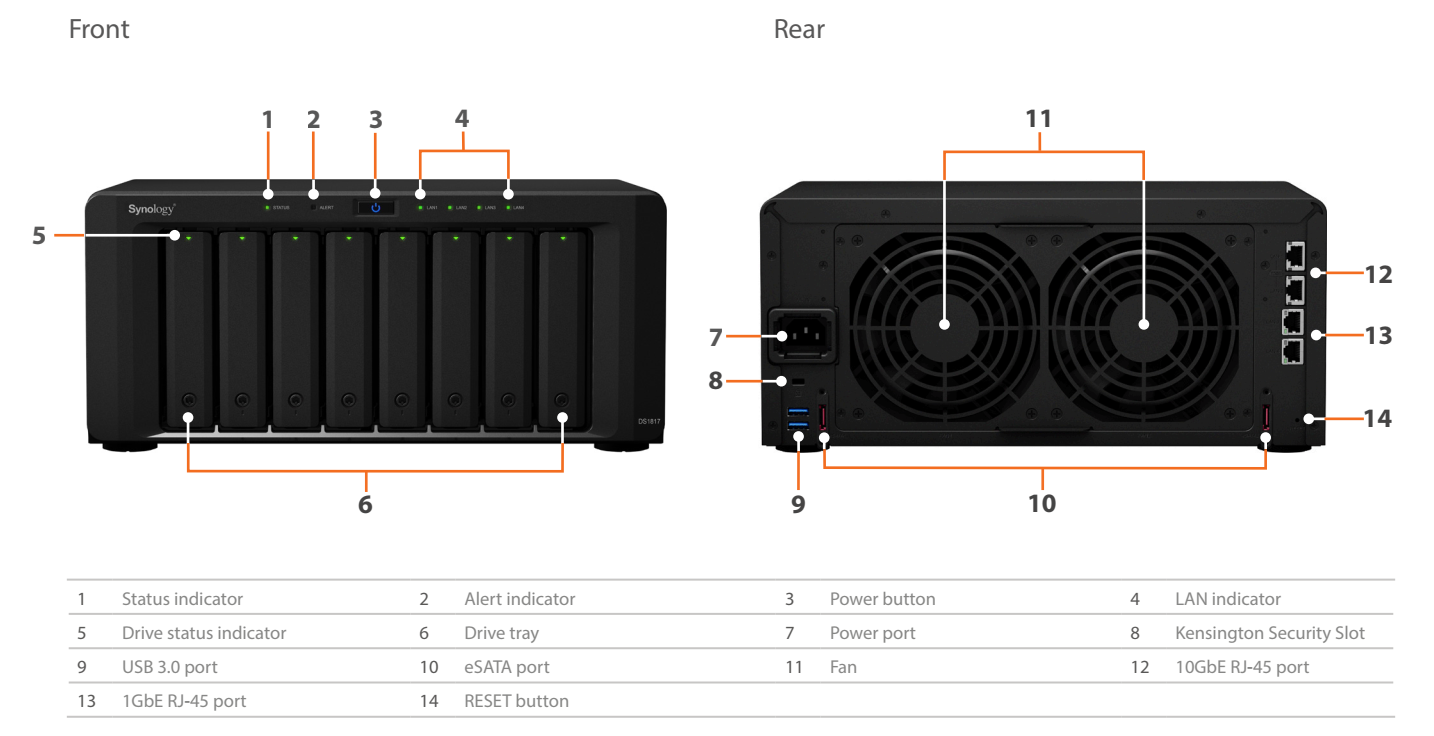 Front
Rear
1 2 3 4
11
Synology
STATUS ALERT LAN1 LAN2 LAN3 LAN4
5
12
7
13
8
DS1817
14
6
9
10
1 Status indicator 2 Alert indicator 3 Power button 4 LAN indicator
5 Drive status indicator 6 Drive tray 7 Power port 8 Kensington Security Slot
9 USB 3.0 port 10 eSATA port 11 Fan 12 10GbE RJ-45 port
13 1GbE RJ-45 port 14 RESET button